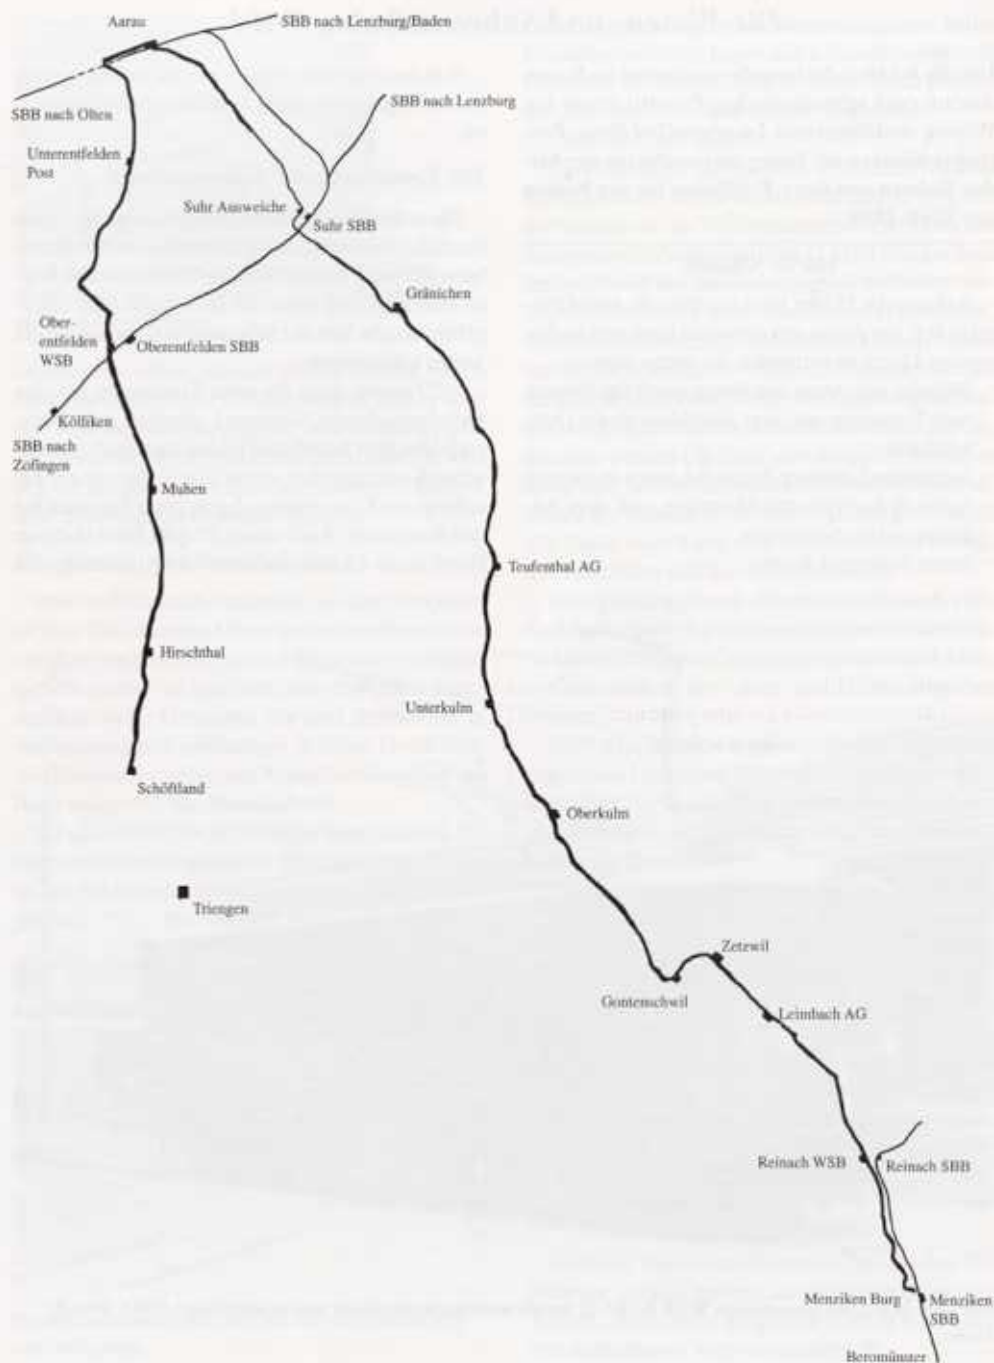 Aarau
SBB nach Lenzburg/Baden
SBB nach Olten
SBB nach Lenzburg
Unterentfelden
Post
Suhr Ausweiche
Suhr SBB
Gränichen
Ober-
entfelden
WSB
Oberentfelden SBB
Kölliken
SBB nach
Zofingen
Muhen
Teufenthal AG
Hirschthal
Unterkulm
Schöftland
Oberkulm
Triengen
Zetzwil
Gontenschwil
Leimbach AG
Reinach WSB
Reinach SBB
Menziken Burg
Menziken
SBB
Beromünster